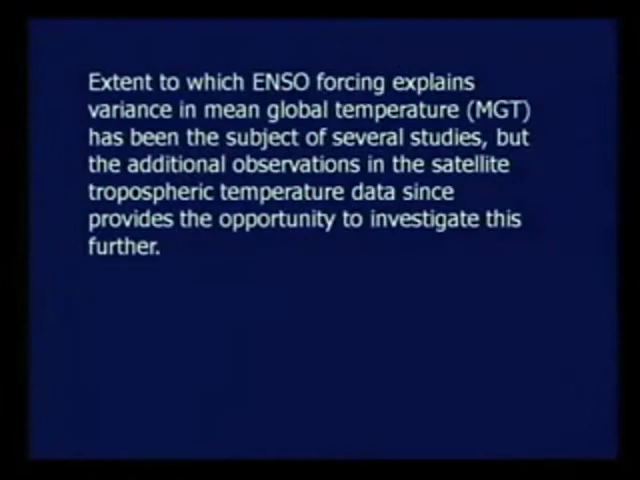 Extent to which ENSO forcing explains
variance in mean global temperature (MGT)
has been the subject of several studies, but
the additional observations in the satellite
tropospheric temperature data since
provides the opportunity to investigate this
further.